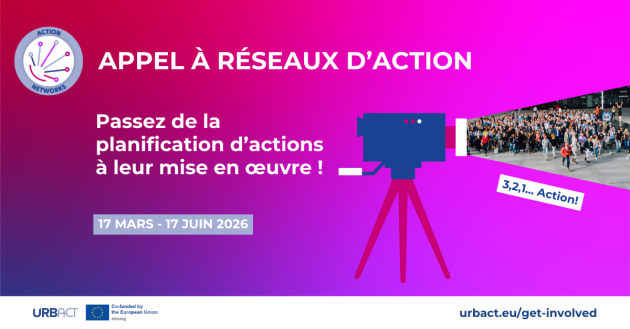 ACTION
NETWORKS
APPEL À RÉSEAUX D’ACTION
Passez de la
planification d’actions
à leur mise en œuvre !
3,2,1... Action!
17 MARS - 17 JUIN 2026
URBACT
Co-funded by
the European Union
Interreg
urbact.eu/get-involved